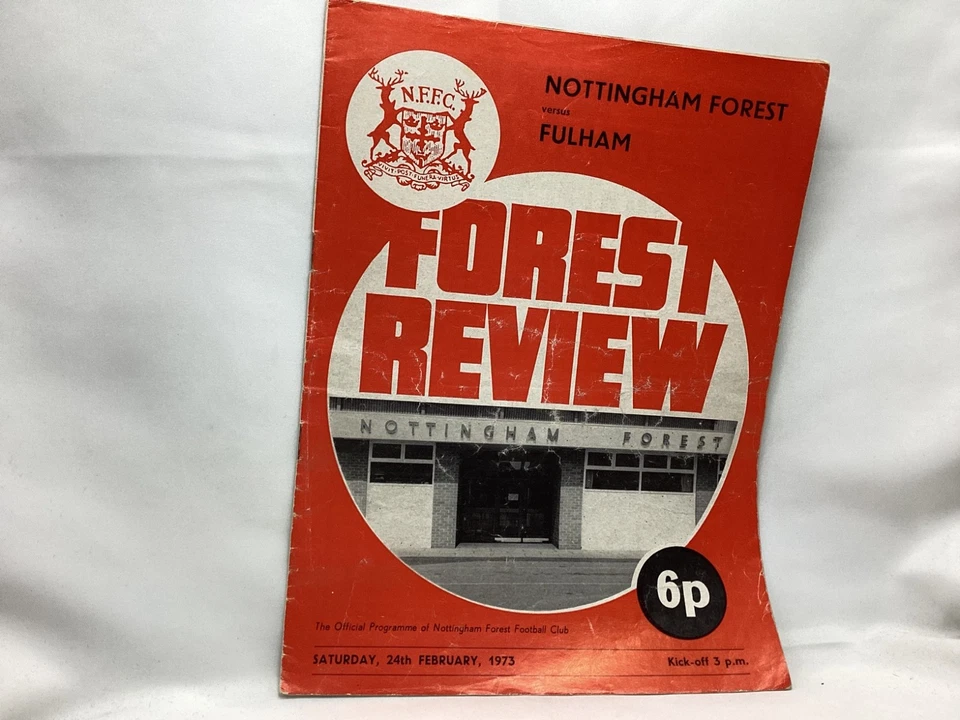 N.F.F.C.
VIVIT·POST·FUNERA·VIRTUS
NOTTINGHAM FOREST
versus
FULHAM
FOREST
REVIEW
NOTTINGHAM FOREST
6p
The Official Programme of Nottingham Forest Football Club
SATURDAY, 24th FEBRUARY, 1973 Kick-off 3 p.m.